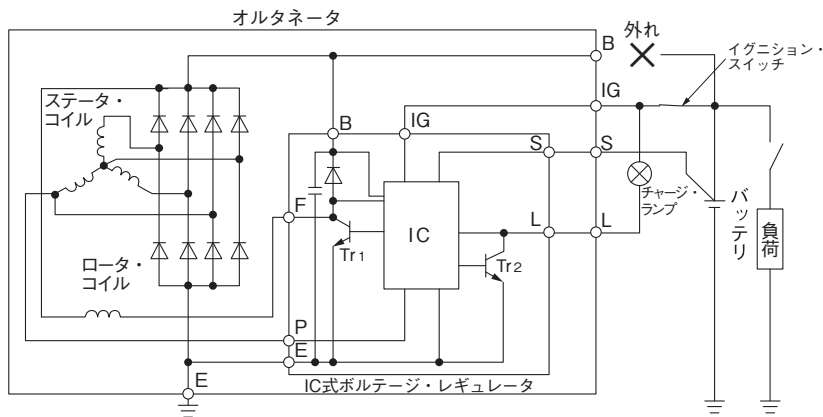 オルタネータ
B
外れ
イグニション・
スイッチ
IG
ステータ・
コイル
B
IG
S
S
チャージ・
ランプ
バッテリ
負荷
F
IC
L
L
Tr1
Tr2
ロータ・
コイル
P
E
E
IC式ボルテージ・レギュレータ